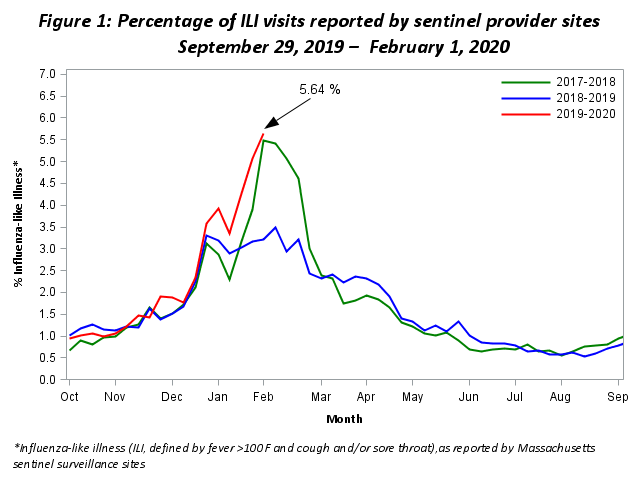 Figure 1: Percentage of ILI visits reported by sentinel provider sites
September 29, 2019 – February 1, 2020
7.0
6.5
6.0
5.5
5.0
4.5
4.0
3.5
3.0
2.5
2.0
1.5
1.0
0.5
0.0
% Influenza-like Illness*
5.64 %
2017-2018
2018-2019
2019-2020
Oct Nov Dec Jan Feb Mar Apr May Jun Jul Aug Sep
Month
*Influenza-like illness (ILI, defined by fever >100F and cough and/or sore throat),as reported by Massachusetts
sentinel surveillance sites